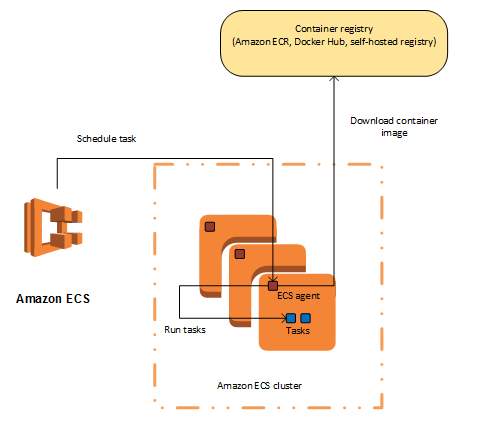 Container registry
(Amazon ECR, Docker Hub, self-hosted registry)
Download container
image
Schedule task
Amazon ECS
ECS agent
Run tasks
Tasks
Amazon ECS cluster